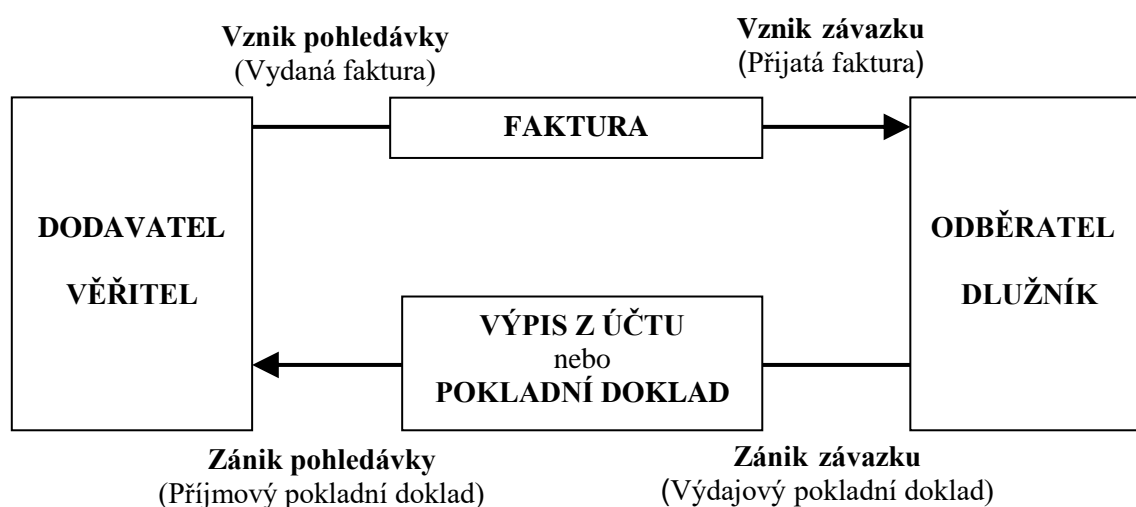 Vznik pohledávky
(Vydaná faktura)
Vznik závazku
(Přijatá faktura)
FAKTURA
DODAVATEL
VĚŘITEL
ODBĚRATEL
DLUŽNÍK
VÝPIS Z ÚČTU
nebo
POKLADNÍ DOKLAD
Zánik pohledávky
(Příjmový pokladní doklad)
Zánik závazku
(Výdajový pokladní doklad)